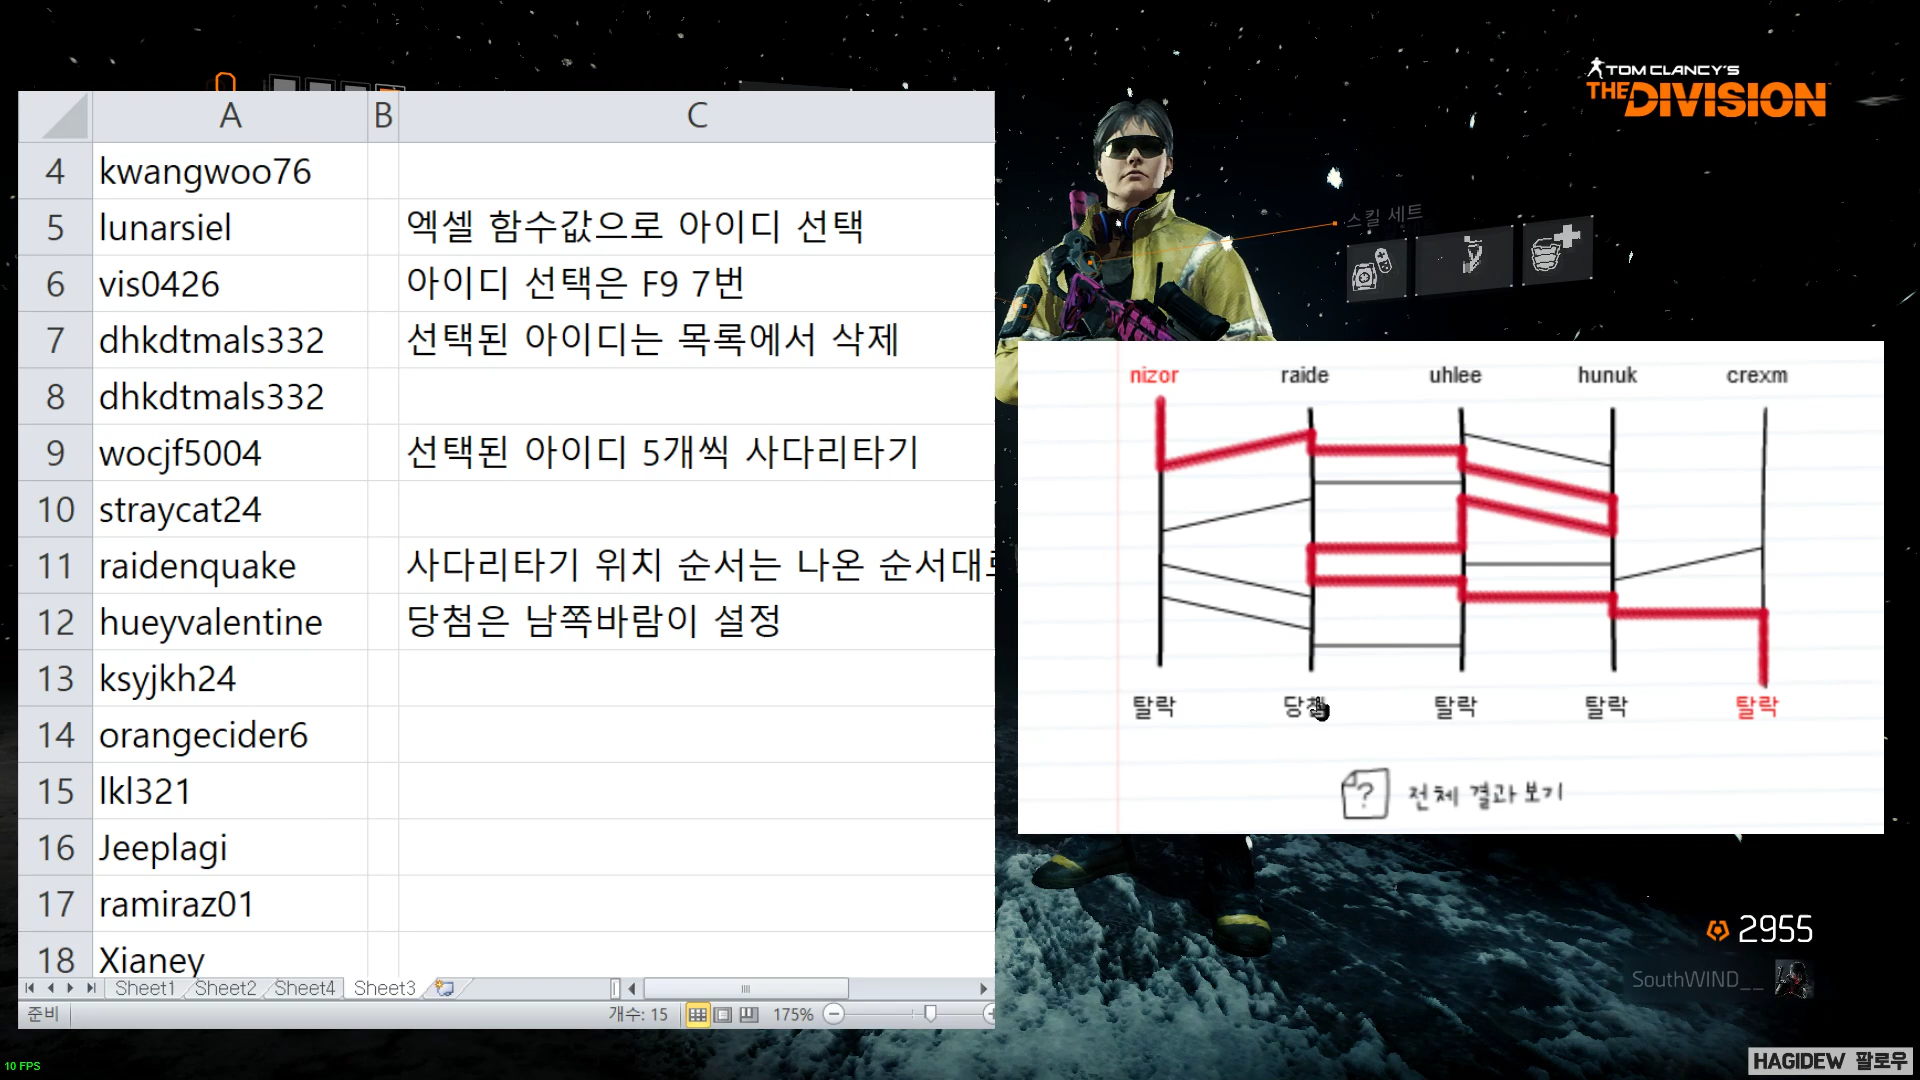 TOM CLANCY'S
THE DIVISION
A B C
4 kwangwoo76
5 lunarsiel 엑셀 함수값으로 아이디 선택
6 vis0426 아이디 선택은 F9 7번
7 dhkdtmals332 선택된 아이디는 목록에서 삭제
8 dhkdtmals332
9 wocjf5004 선택된 아이디 5개씩 사다리타기
10 straycat24
11 raidenquake 사다리타기 위치 순서는 나온 순서대로
12 hueyvalentine 당첨은 남쪽바람이 설정
13 ksyjkh24
14 orangecider6
15 lkl321
16 Jeeplagi
17 ramiraz01
18 Xianey
Sheet1 Sheet2 Sheet4 Sheet3
준비 개수: 15 175%
스킬 세트
nizor raide uhlee hunuk crexm
탈락 당첨 탈락 탈락 탈락
? 전체 결과 보기
2955
SouthWIND__
10 FPS
HAGIDEW 팔로우